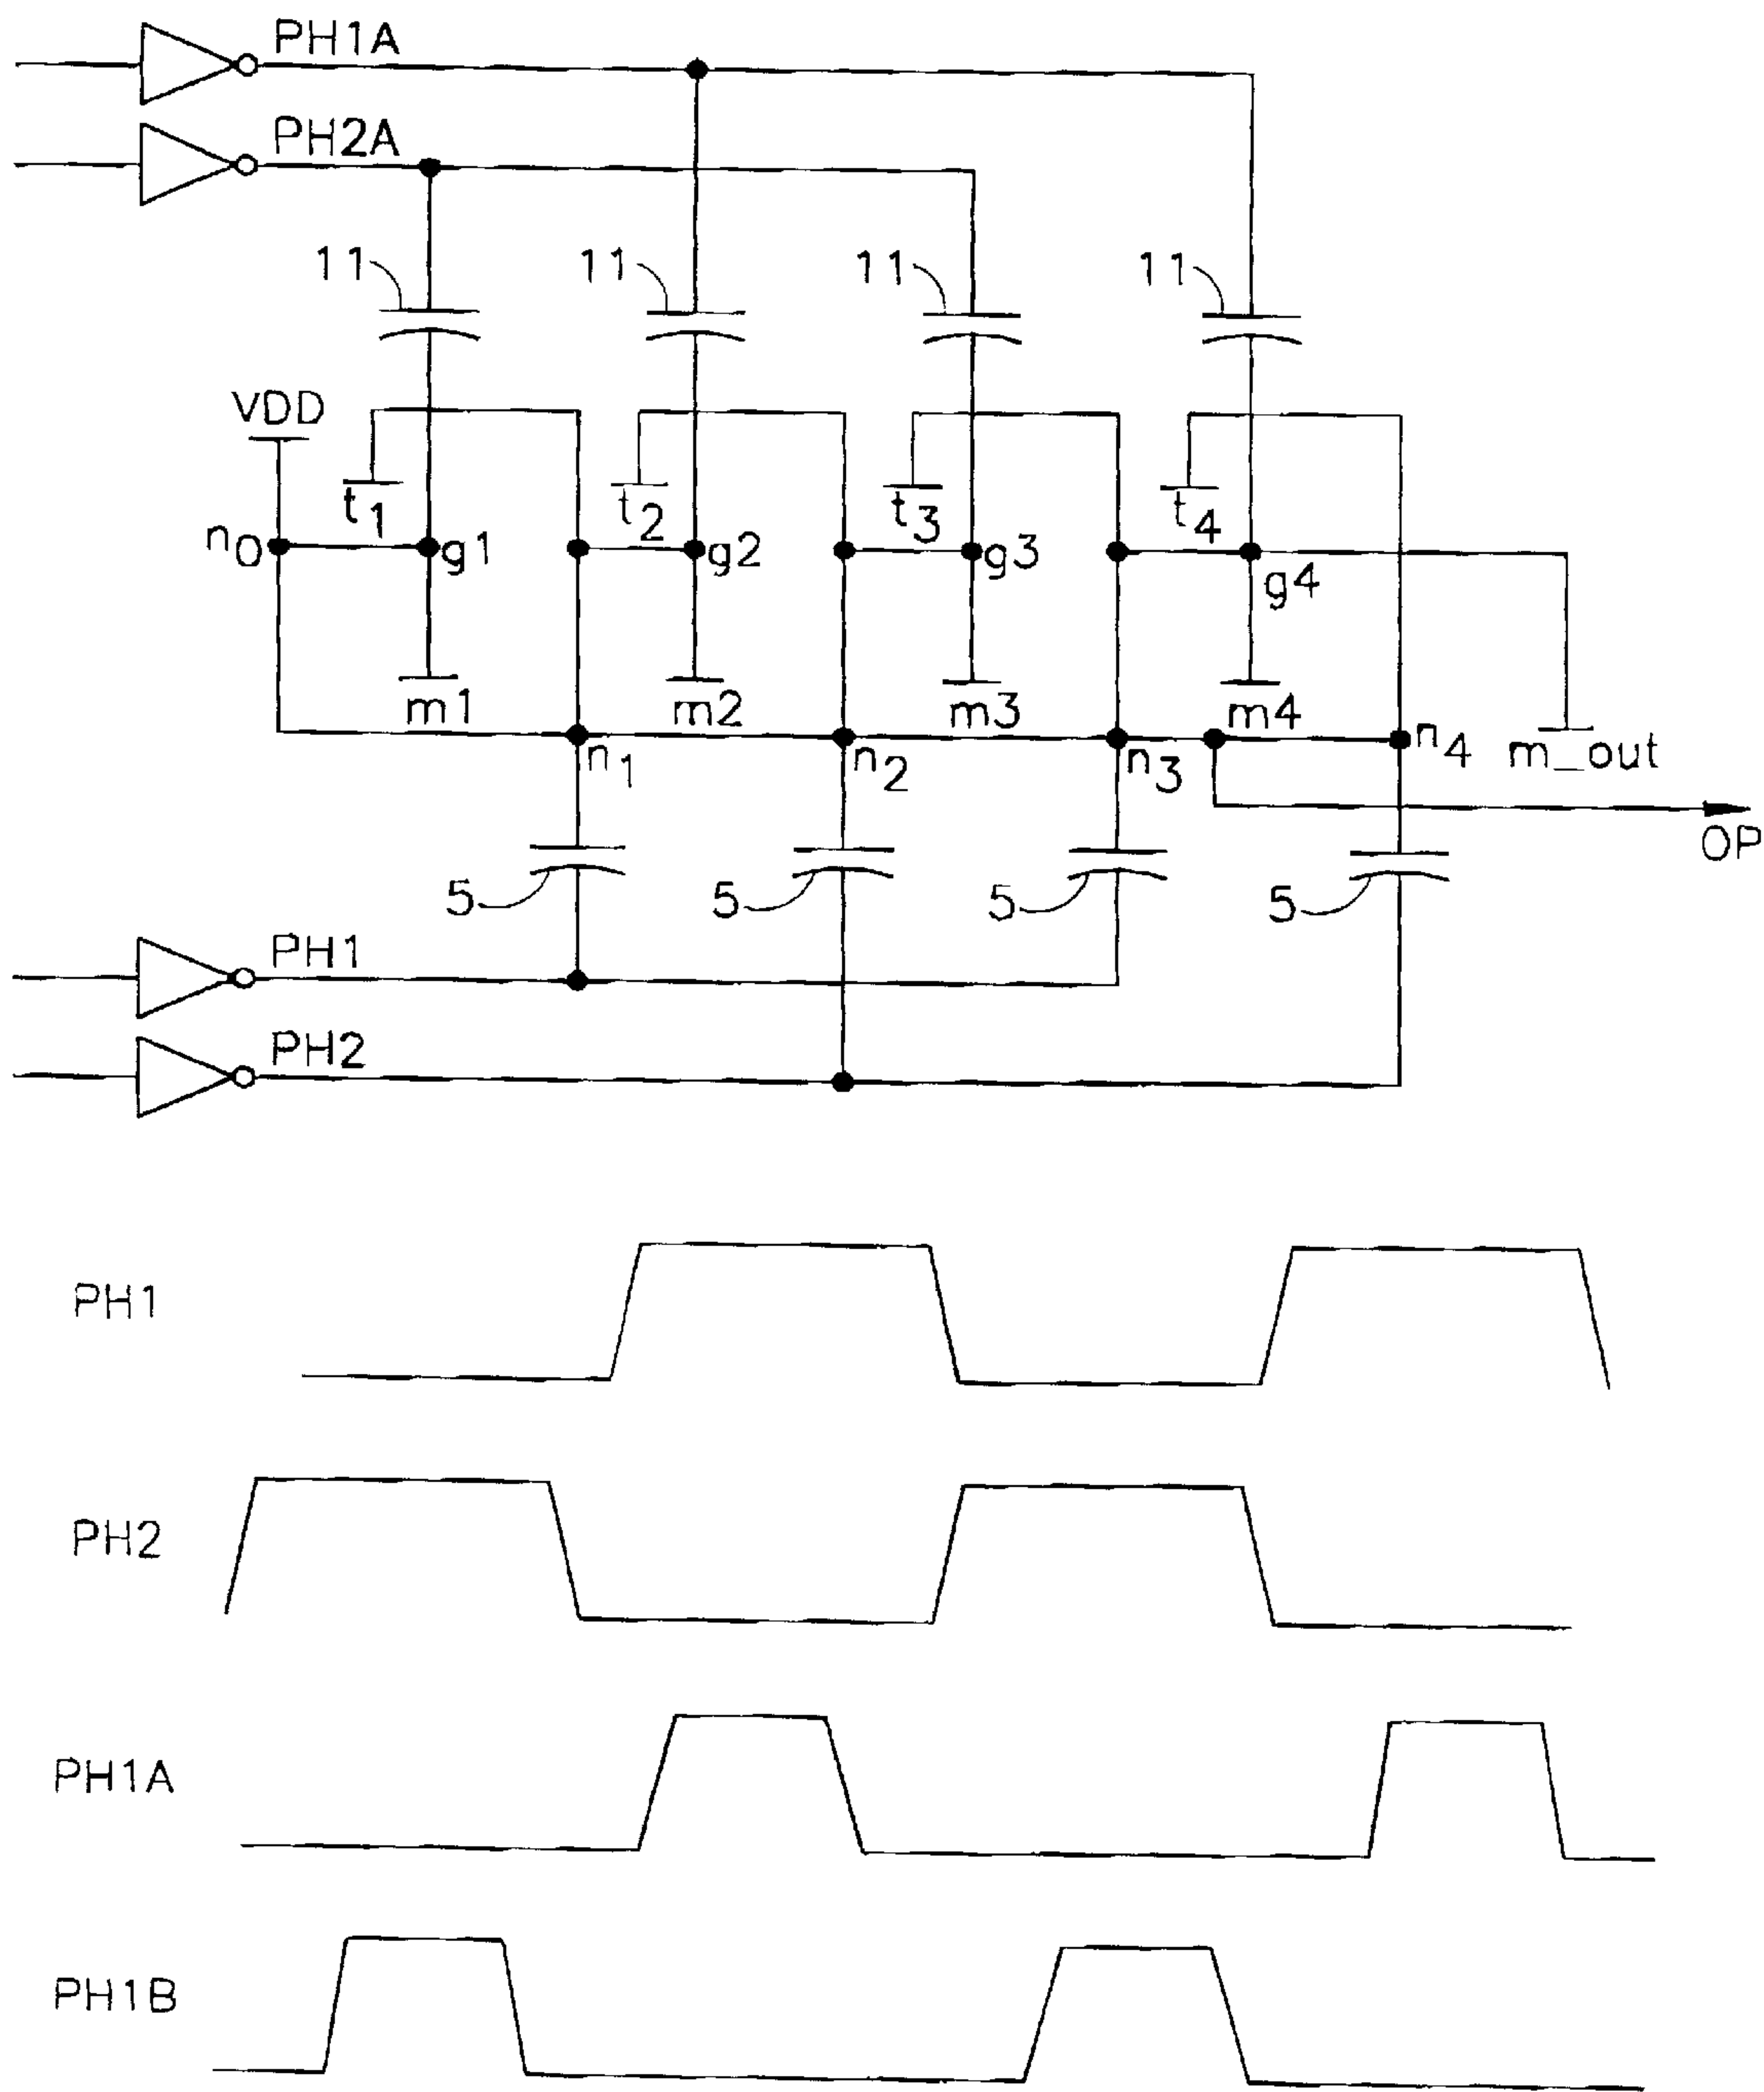 PH1A
PH2A
11 11 11 11
VDD
t1 t2 t3 t4
n0 g1 g2 g3 g4
m1 m2 m3 m4
n1 n2 n3 n4 m_out
OP
5 5 5 5
PH1
PH2
PH1
PH2
PH1A
PH1B